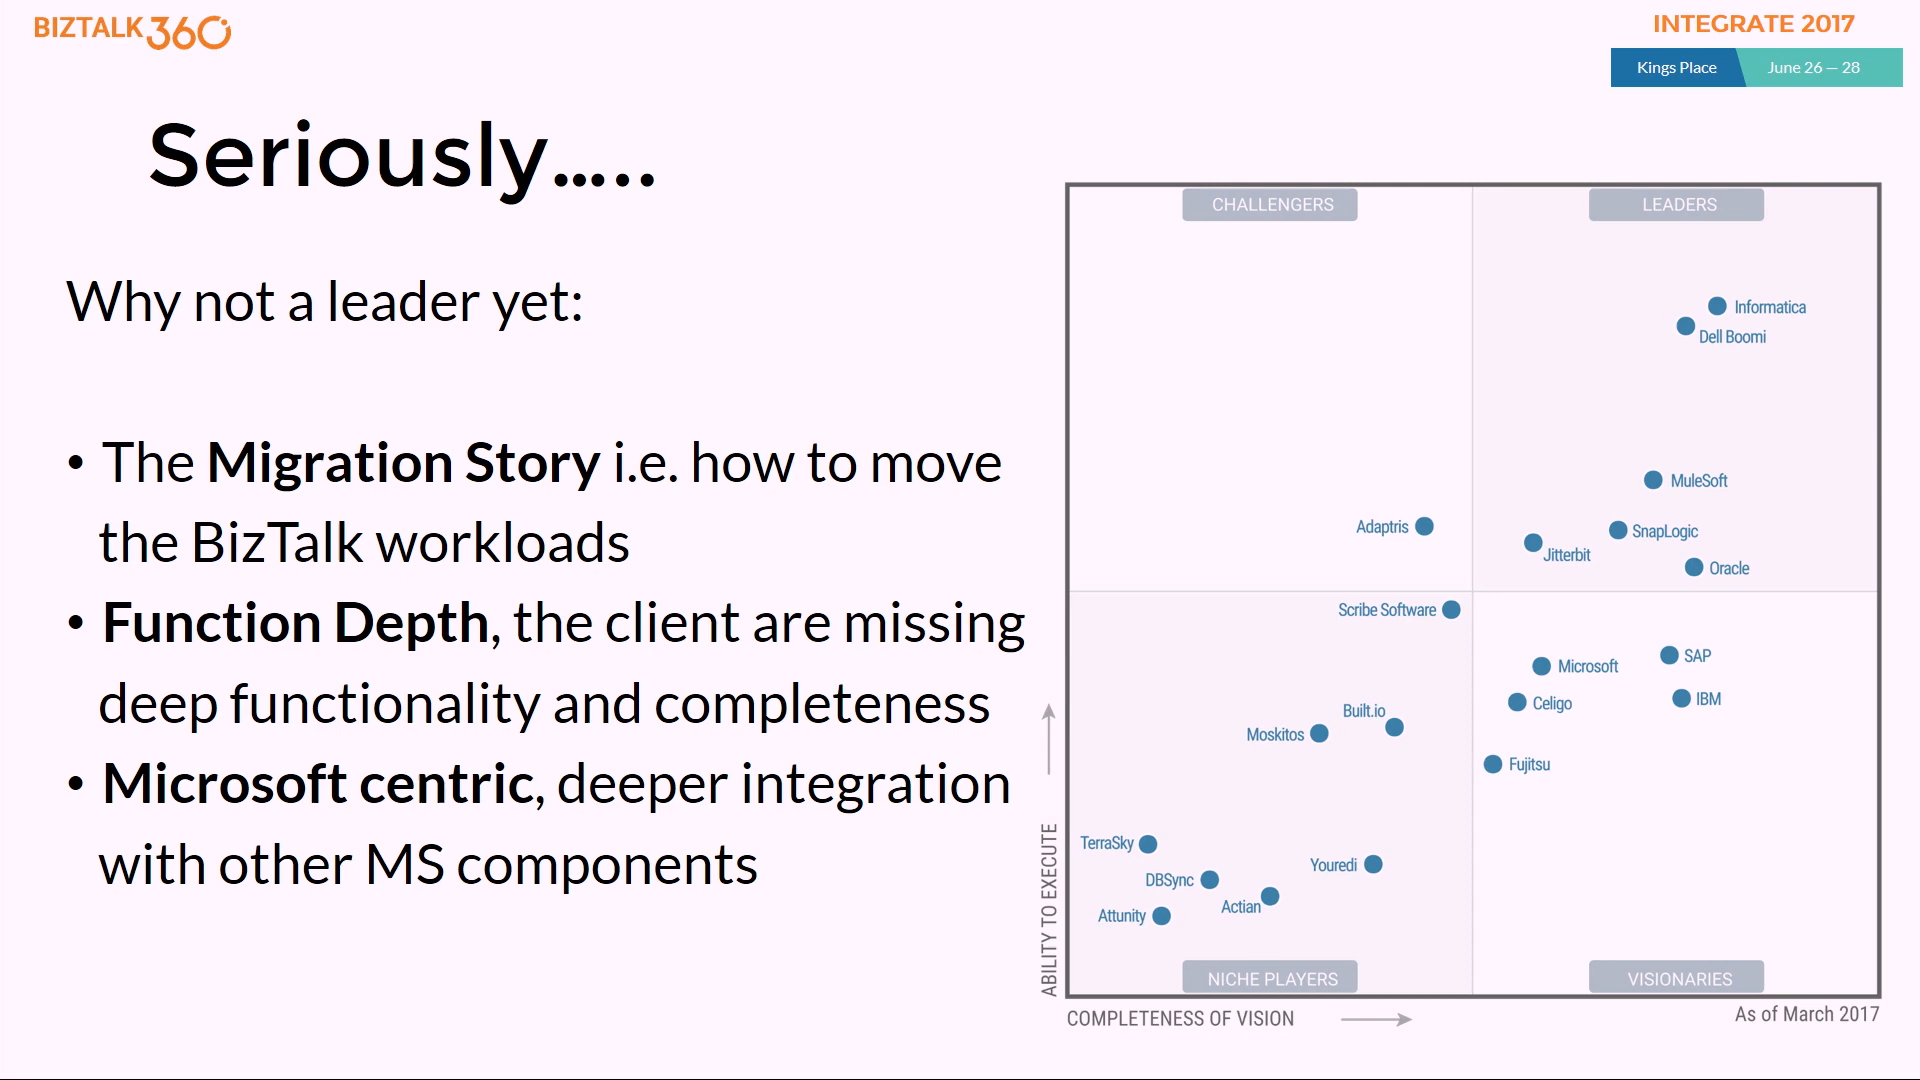 BIZTALK360
INTEGRATE 2017
Kings Place
June 26 — 28
Seriously.....
Why not a leader yet:
• The Migration Story i.e. how to move
the BizTalk workloads
• Function Depth, the client are missing
deep functionality and completeness
• Microsoft centric, deeper integration
with other MS components
CHALLENGERS
LEADERS
Informatica
Dell Boomi
MuleSoft
Adaptris
SnapLogic
Jitterbit
Oracle
Scribe Software
Microsoft
SAP
Celigo
IBM
Built.io
Moskitos
Fujitsu
TerraSky
Youredi
DBSync
Actian
Attunity
NICHE PLAYERS
VISIONARIES
ABILITY TO EXECUTE
COMPLETENESS OF VISION
As of March 2017